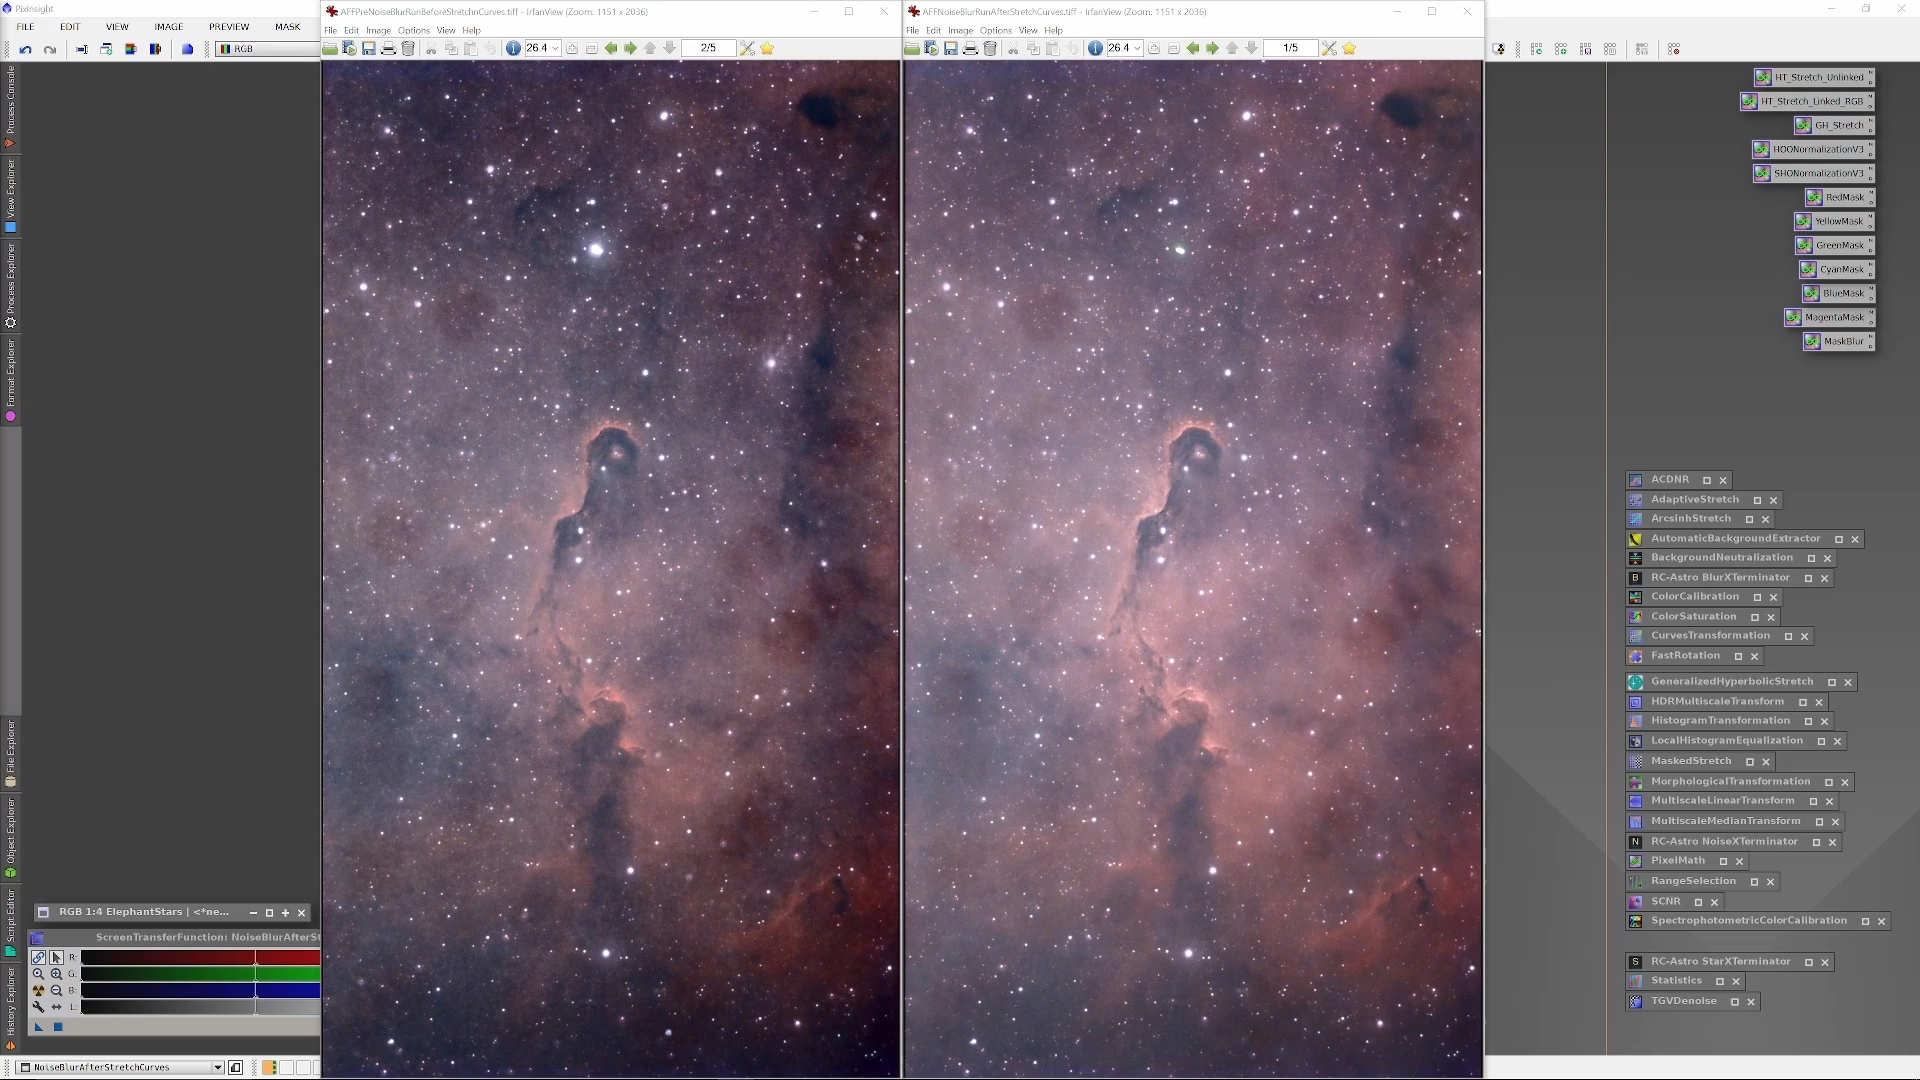 PixInsight
FILE EDIT VIEW IMAGE PREVIEW MASK
RGB
Process Console
View Explorer
Process Explorer
Format Explorer
File Explorer
Object Explorer
Script Editor
History Explorer
AFFPreNoiseBlurRunBeforeStretchnCurves.tiff - IrfanView (Zoom: 1151 x 2036)
File Edit Image Options View Help
26.4 2/5
AFFNoiseBlurRunAfterStretchCurves.tiff - IrfanView (Zoom: 1151 x 2036)
File Edit Image Options View Help
26.4 1/5
HT_Stretch_Unlinked
HT_Stretch_Linked_RGB
GH_Stretch
HOONormalizationV3
SHONormalizationV3
RedMask
YellowMask
GreenMask
CyanMask
BlueMask
MagentaMask
MaskBlur
ACDNR
AdaptiveStretch
ArcsinhStretch
AutomaticBackgroundExtractor
BackgroundNeutralization
B RC-Astro BlurXTerminator
ColorCalibration
ColorSaturation
CurvesTransformation
FastRotation
GeneralizedHyperbolicStretch
HDRMultiscaleTransform
HistogramTransformation
LocalHistogramEqualization
MaskedStretch
MorphologicalTransformation
MultiscaleLinearTransform
MultiscaleMedianTransform
N RC-Astro NoiseXTerminator
PixelMath
RangeSelection
SCNR
SpectrophotometricColorCalibration
S RC-Astro StarXTerminator
Statistics
TGVDenoise
RGB 1:4 ElephantStars | <*ne...
ScreenTransferFunction: NoiseBlurAfterSt
R:
G:
B:
L:
NoiseBlurAfterStretchCurves